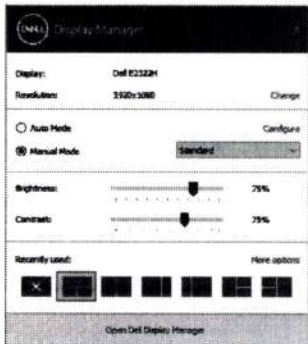 DELL Display Manager
Display: Dell E2322H
Resolution: 1920x1080 Change
Auto Mode Configure
Manual Mode Standard
Brightness: 75%
Contrast: 75%
Recently used: More options
Open Dell Display Manager